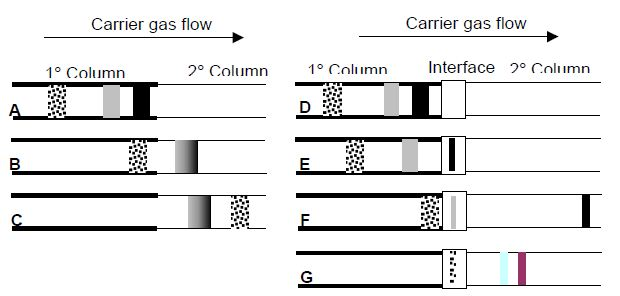 Carrier gas flow
1° Column
2° Column
A
B
C
Carrier gas flow
1° Column
Interface
2° Column
D
E
F
G